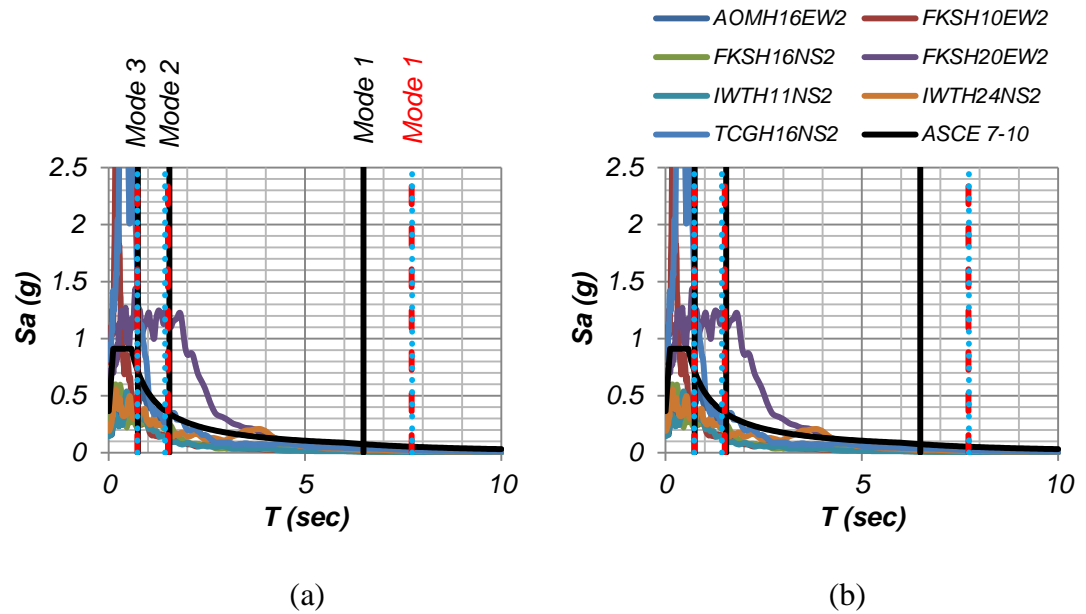 Mode 3
Mode 2
Mode 1
Mode 1
AOMH16EW2 FKSH10EW2
FKSH16NS2 FKSH20EW2
IWTH11NS2 IWTH24NS2
TCGH16NS2 ASCE 7-10
Sa (g)
2.5
2
1.5
1
0.5
0
0 5 10
T (sec)
(a)
Sa (g)
2.5
2
1.5
1
0.5
0
0 5 10
T (sec)
(b)